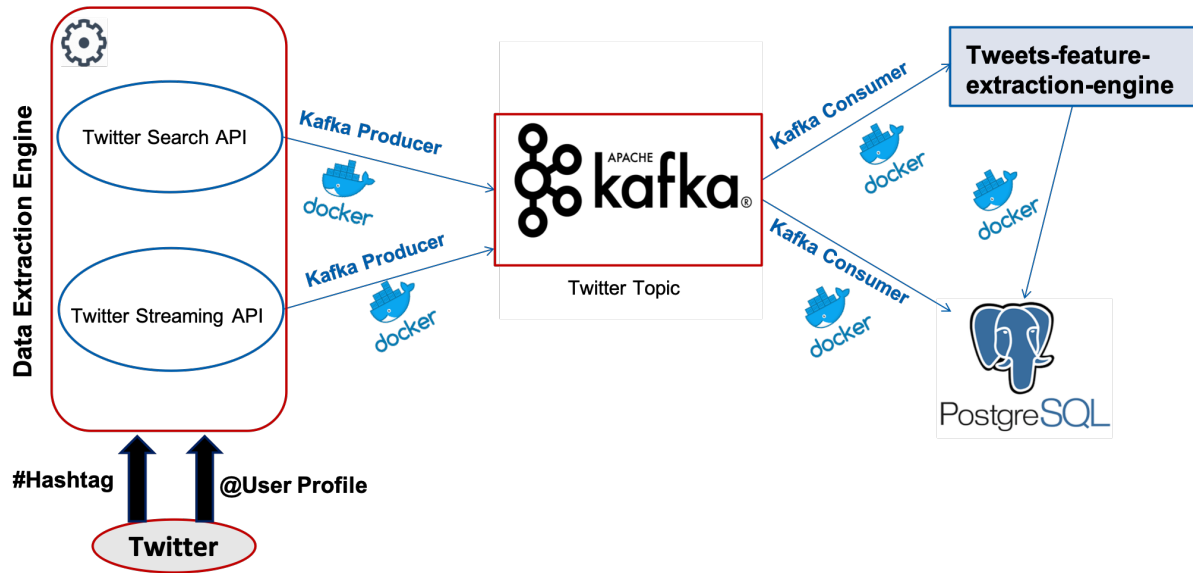 Data Extraction Engine
Twitter Search API
Twitter Streaming API
#Hashtag
@User Profile
Twitter
Kafka Producer
docker
Kafka Producer
docker
APACHE
kafka®
Twitter Topic
Kafka Consumer
docker
Kafka Consumer
docker
Tweets-feature-
extraction-engine
docker
PostgreSQL